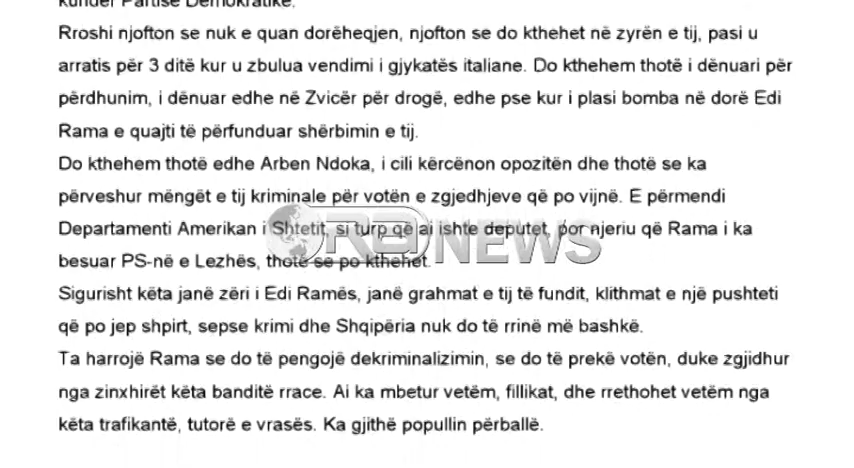 kundër Partisë Demokratike.
Rroshi njofton se nuk e quan dorëheqjen, njofton se do kthehet në zyrën e tij, pasi u
arratis për 3 ditë kur u zbulua vendimi i gjykatës italiane. Do kthehem thotë i dënuari për
përdhunim, i dënuar edhe në Zvicër për drogë, edhe pse kur i plasi bomba në dorë Edi
Rama e quajti të përfunduar shërbimin e tij.
Do kthehem thotë edhe Arben Ndoka, i cili kërcënon opozitën dhe thotë se ka
përveshur mëngët e tij kriminale për votën e zgjedhjeve që po vijnë. E përmendi
Departamenti Amerikan i Shtetit, si turp që ai ishte deputet, por njeriu që Rama i ka
besuar PS-në e Lezhës, thotë se po kthehet.
ORA NEWS
Sigurisht këta janë zëri i Edi Ramës, janë grahmat e tij të fundit, klithmat e një pushteti
që po jep shpirt, sepse krimi dhe Shqipëria nuk do të rrinë më bashkë.
Ta harrojë Rama se do të pengojë dekriminalizimin, se do të prekë votën, duke zgjidhur
nga zinxhirët këta banditë rrace. Ai ka mbetur vetëm, fillikat, dhe rrethohet vetëm nga
këta trafikantë, tutorë e vrasës. Ka gjithë popullin përballë.